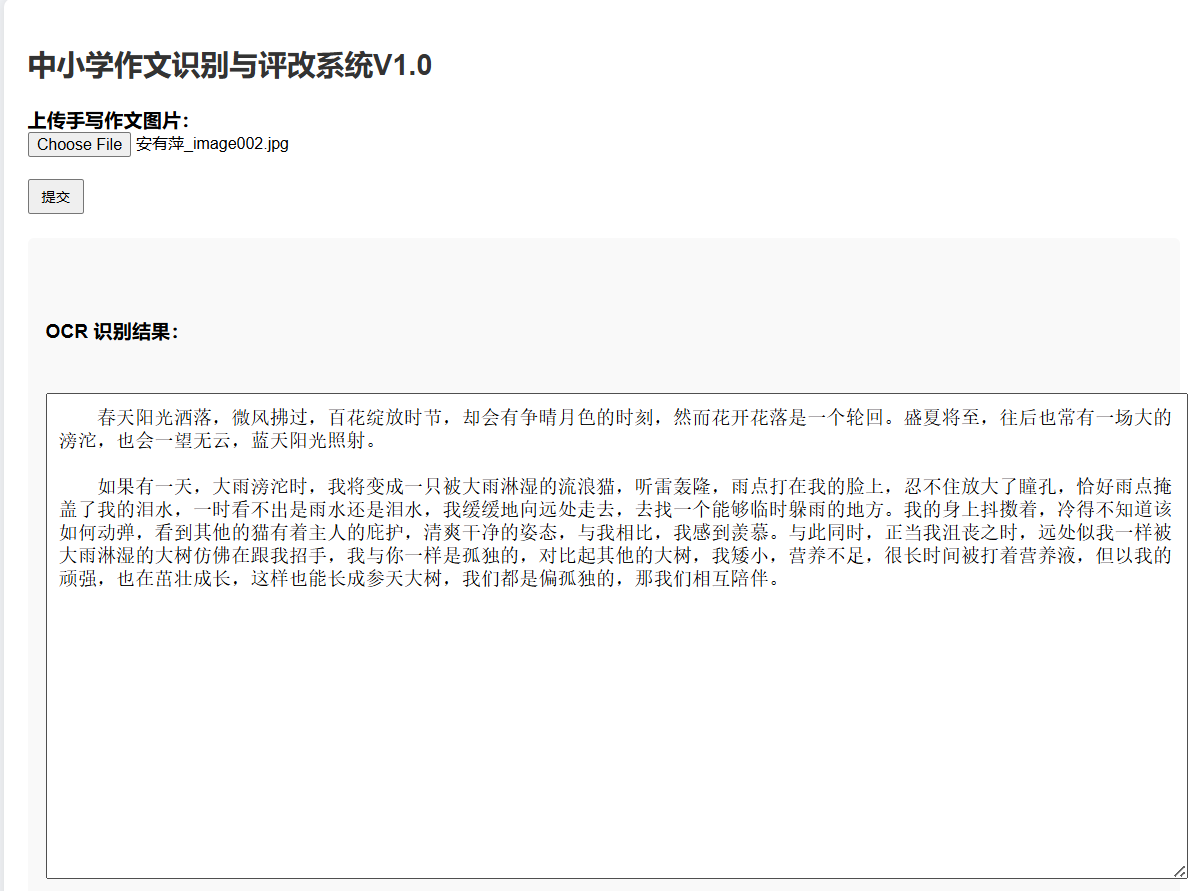 中小学作文识别与评改系统V1.0
上传手写作文图片：
Choose File 安有萍_image002.jpg
提交
OCR 识别结果：
春天阳光洒落，微风拂过，百花绽放时节，却会有争晴月色的时刻，然而花开花落是一个轮回。盛夏将至，往后也常有一场大的
滂沱，也会一望无云，蓝天阳光照射。
如果有一天，大雨滂沱时，我将变成一只被大雨淋湿的流浪猫，听雷轰隆，雨点打在我的脸上，忍不住放大了瞳孔，恰好雨点掩
盖了我的泪水，一时看不出是雨水还是泪水，我缓缓地向远处走去，去找一个能够临时躲雨的地方。我的身上抖擞着，冷得不知道该
如何动弹，看到其他的猫有着主人的庇护，清爽干净的姿态，与我相比，我感到羡慕。与此同时，正当我沮丧之时，远处似我一样被
大雨淋湿的大树仿佛在跟我招手，我与你一样是孤独的，对比起其他的大树，我矮小，营养不足，很长时间被打着营养液，但以我的
顽强，也在茁壮成长，这样也能长成参天大树，我们都是偏孤独的，那我们相互陪伴。